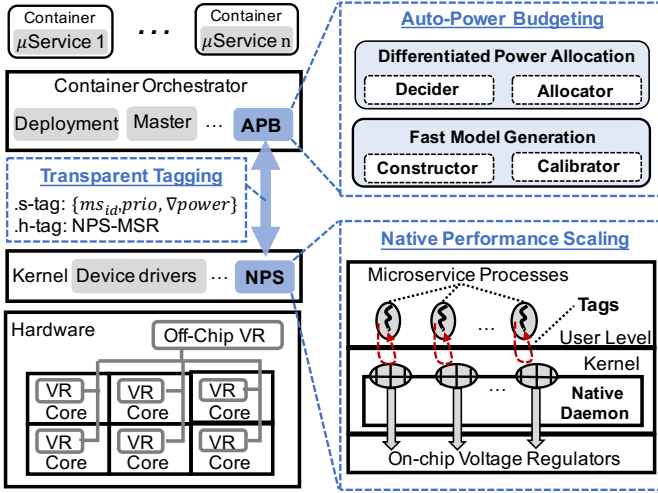 Container
μService 1
...
Container
μService n
Container Orchestrator
Deployment
Master
...
APB
Transparent Tagging
.s-tag: {ms_id,prio, ∇power}
.h-tag: NPS-MSR
Kernel
Device drivers
...
NPS
Hardware
Off-Chip VR
VR
Core
VR
Core
VR
Core
VR
Core
VR
Core
VR
Core
Auto-Power Budgeting
Differentiated Power Allocation
Decider
Allocator
Fast Model Generation
Constructor
Calibrator
Native Performance Scaling
Microservice Processes
...
Tags
User Level
Kernel
...
Native
Daemon
On-chip Voltage Regulators